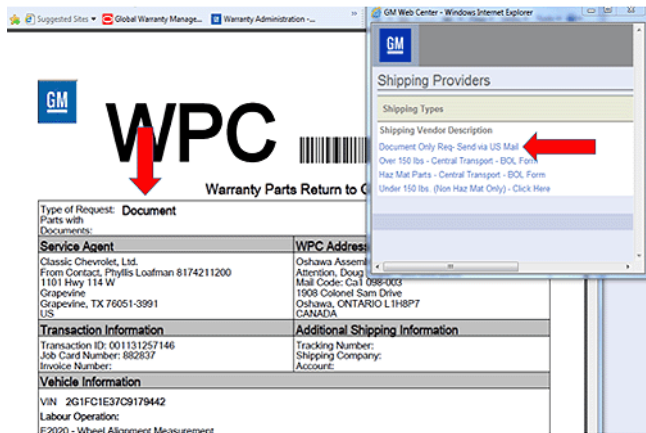 Suggested Sites
Global Warranty Manage...
Warranty Administration -...
GM
WPC
Warranty Parts Return to
Type of Request: Document
Parts with
Documents:
Service Agent
Classic Chevrolet, Ltd.
From Contact, Phyllis Loafman 8174211200
1101 Hwy 114 W
Grapevine
Grapevine, TX 76051-3991
US
WPC Address
Oshawa Assembl
Attention, Doug
Mail Code: Ca1 098-003
1908 Colonel Sam Drive
Oshawa, ONTARIO L1H8P7
CANADA
Transaction Information
Transaction ID: 001131257146
Job Card Number: 882837
Invoice Number:
Additional Shipping Information
Tracking Number:
Shipping Company:
Account:
Vehicle Information
VIN 2G1FC1E37C9179442
Labour Operation:
E2020 - Wheel Alignment Measurement
GM Web Center - Windows Internet Explorer
GM
Shipping Providers
Shipping Types
Shipping Vendor Description
Document Only Req- Send via US Mail
Over 150 lbs - Central Transport - BOL Form
Haz Mat Parts - Central Transport - BOL Form
Under 150 lbs. (Non Haz Mat Only) - Click Here